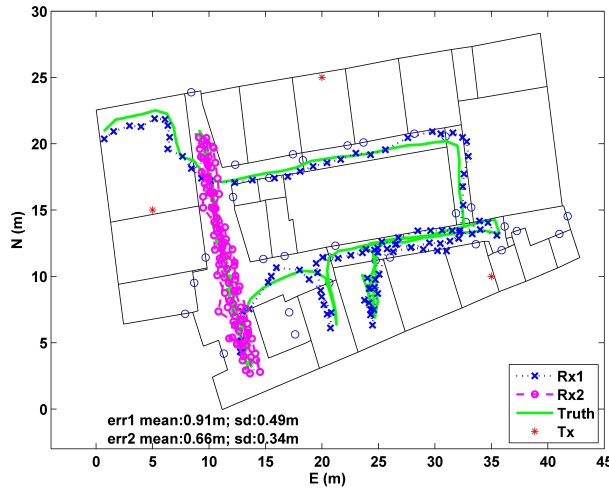 30
25
20
15
10
5
0
N (m)
0 5 10 15 20 25 30 35 40 45
E (m)
err1 mean:0.91m; sd:0.49m
err2 mean:0.66m; sd:0.34m
Rx1
Rx2
Truth
Tx